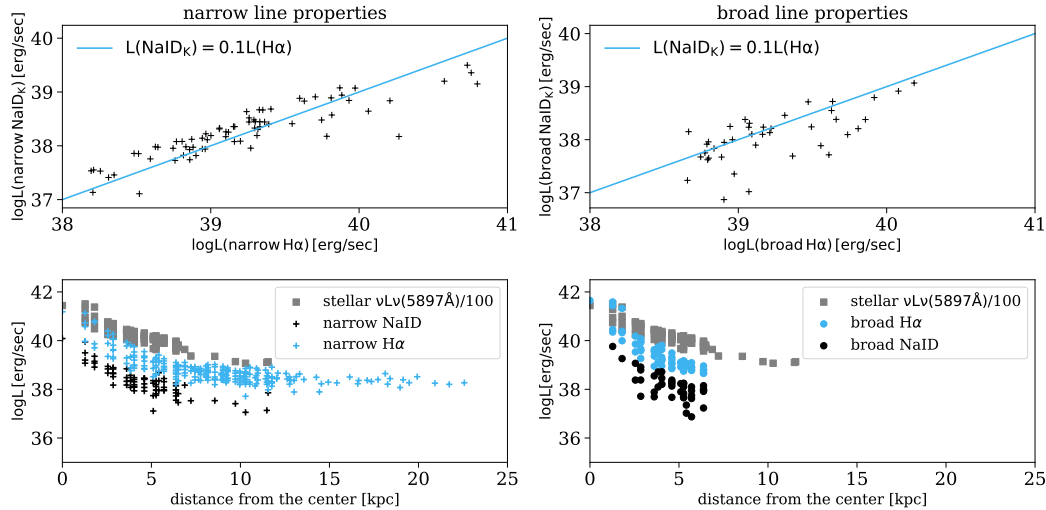 narrow line properties
logL(narrow NaID_K) [erg/sec]
40
39
38
37
L(NaID_K) = 0.1L(Hα)
38
39
40
41
logL(narrow Hα) [erg/sec]
broad line properties
logL(broad NaID_K) [erg/sec]
40
39
38
37
L(NaID_K) = 0.1L(Hα)
38
39
40
41
logL(broad Hα) [erg/sec]
logL[erg/sec]
42
40
38
36
stellar νLν(5897Å)/100
narrow NaID
narrow Hα
0
5
10
15
20
25
distance from the center [kpc]
logL[erg/sec]
42
40
38
36
stellar νLν(5897Å)/100
broad Hα
broad NaID
0
5
10
15
20
25
distance from the center [kpc]